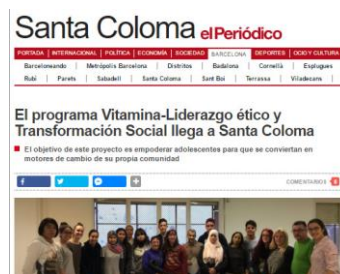 Santa Coloma elPeriódico
PORTADA INTERNACIONAL POLÍTICA ECONOMÍA SOCIEDAD BARCELONA DEPORTES OCIO Y CULTURA
Barceloneando Metrópolis Barcelona Distritos Badalona Cornellà Esplugues
Rubí Parets Sabadell Santa Coloma Sant Boi Terrassa Viladecans
El programa Vitamina-Liderazgo ético y
Transformación Social llega a Santa Coloma
El objetivo de este proyecto es empoderar adolescentes para que se conviertan en
motores de cambio de su propia comunidad
COMENTARIOS